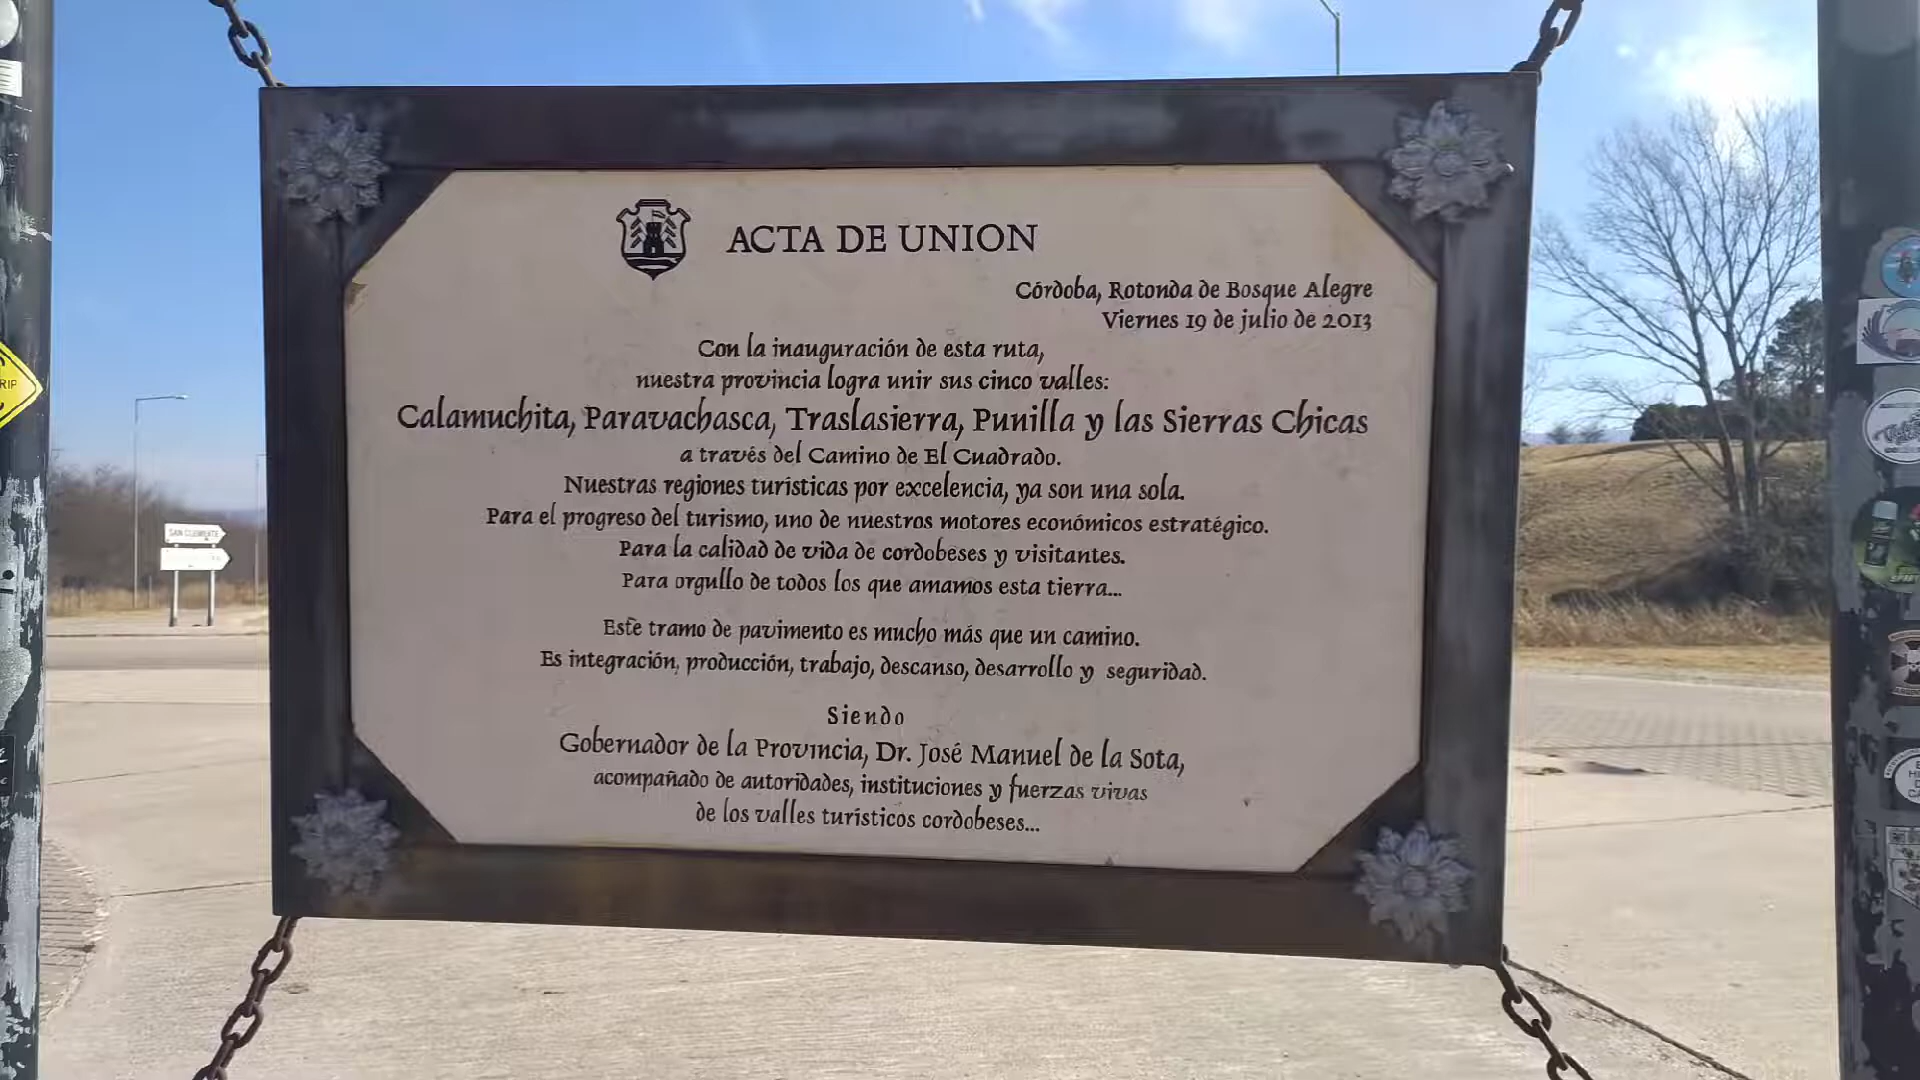 ACTA DE UNION
Córdoba, Rotonda de Bosque Alegre
Viernes 19 de julio de 2013
Con la inauguración de esta ruta,
nuestra provincia logra unir sus cinco valles:
Calamuchita, Paravachasca, Traslasierra, Punilla y las Sierras Chicas
a través del Camino de El Cuadrado.
Nuestras regiones turísticas por excelencia, ya son una sola.
Para el progreso del turismo, uno de nuestros motores económicos estratégico.
Para la calidad de vida de cordobeses y visitantes.
Para orgullo de todos los que amamos esta tierra...
Este tramo de pavimento es mucho más que un camino.
Es integración, producción, trabajo, descanso, desarrollo y seguridad.
Siendo
Gobernador de la Provincia, Dr. José Manuel de la Sota,
acompañado de autoridades, instituciones y fuerzas vivas
de los valles turísticos cordobeses...
SAN CLEMENTE